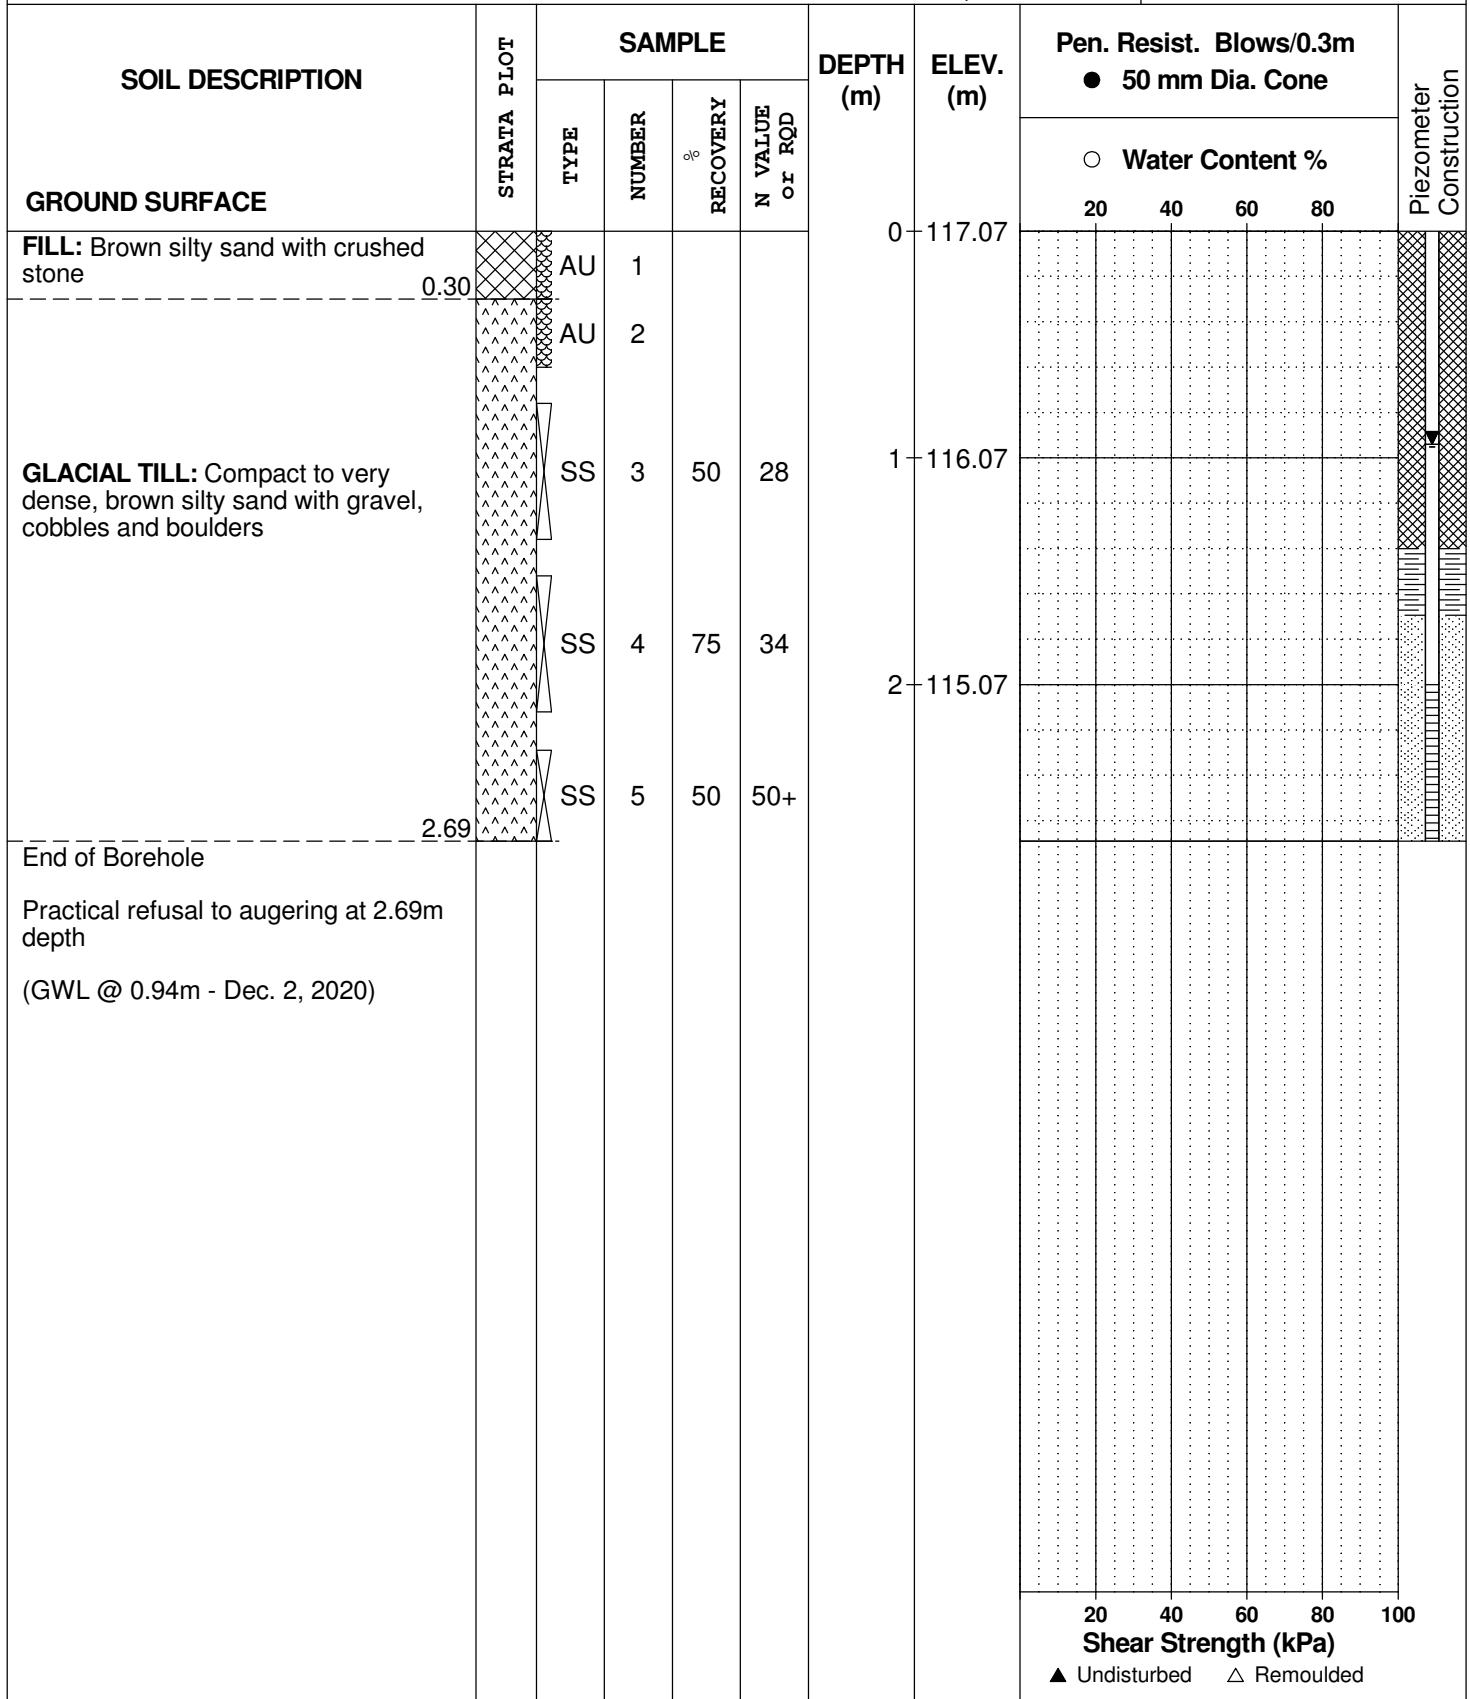 SOIL DESCRIPTION
GROUND SURFACE
STRATA PLOT
SAMPLE
TYPE
NUMBER
%
RECOVERY
N VALUE
or RQD
DEPTH
(m)
ELEV.
(m)
Pen. Resist. Blows/0.3m
● 50 mm Dia. Cone
○ Water Content %
20 40 60 80
Piezometer
Construction
0 117.07
FILL: Brown silty sand with crushed
stone
0.30
AU 1
AU 2
GLACIAL TILL: Compact to very
dense, brown silty sand with gravel,
cobbles and boulders
1 116.07
SS 3 50 28
SS 4 75 34
2 115.07
SS 5 50 50+
2.69
End of Borehole
Practical refusal to augering at 2.69m
depth
(GWL @ 0.94m - Dec. 2, 2020)
20 40 60 80 100
Shear Strength (kPa)
▲ Undisturbed △ Remoulded